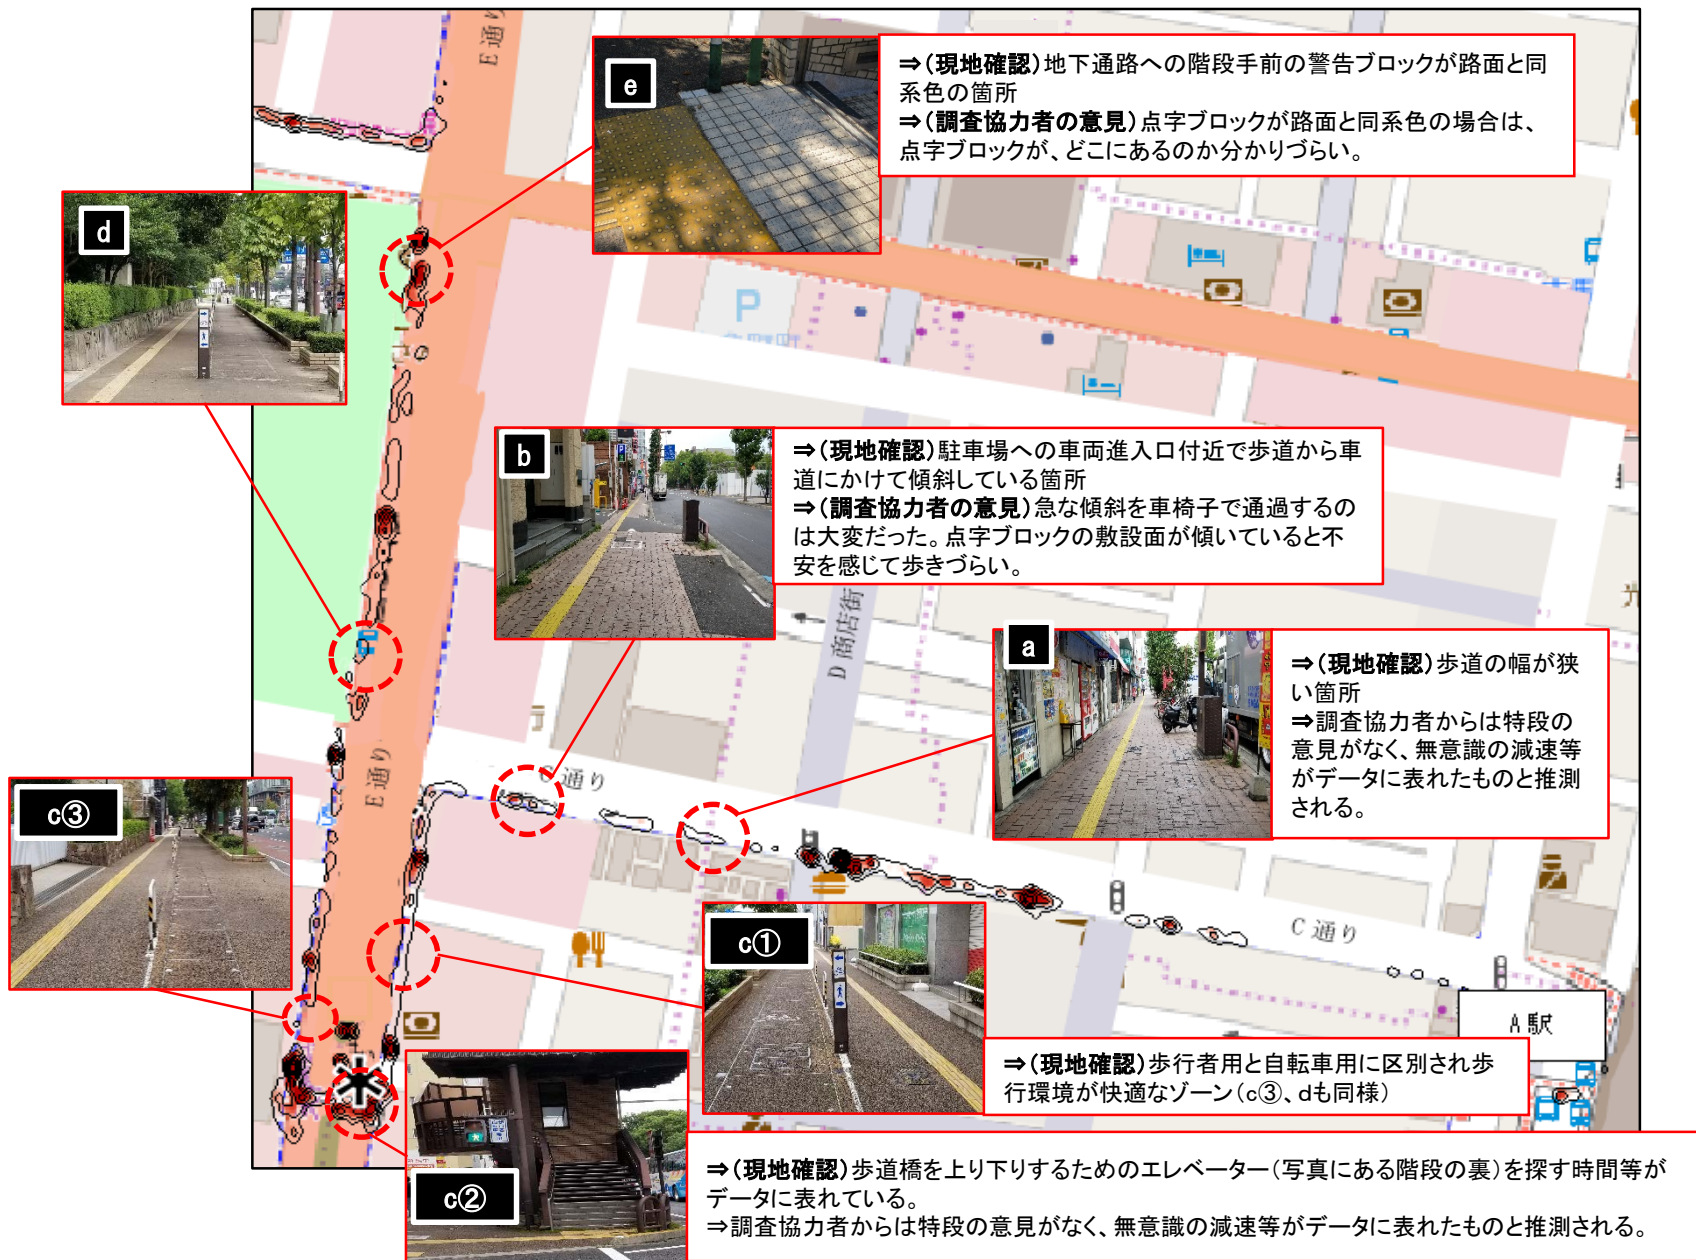 E 通り
e
⇒(現地確認)地下通路への階段手前の警告ブロックが路面と同
系色の箇所
⇒(調査協力者の意見)点字ブロックが路面と同系色の場合は、
点字ブロックが、どこにあるのか分かりづらい。
d
P
b
⇒(現地確認)駐車場への車両進入口付近で歩道から車
道にかけて傾斜している箇所
⇒(調査協力者の意見)急な傾斜を車椅子で通過するの
は大変だった。点字ブロックの敷設面が傾いていると不
安を感じて歩きづらい。
D 商店街
a
⇒(現地確認)歩道の幅が狭
い箇所
⇒調査協力者からは特段の
意見がなく、無意識の減速等
がデータに表れたものと推測
される。
E 通り
C 通り
c③
c①
C 通り
A 駅
⇒(現地確認)歩行者用と自転車用に区別され歩
行環境が快適なゾーン(c③、dも同様)
c②
⇒(現地確認)歩道橋を上り下りするためのエレベーター(写真にある階段の裏)を探す時間等が
データに表れている。
⇒調査協力者からは特段の意見がなく、無意識の減速等がデータに表れたものと推測される。